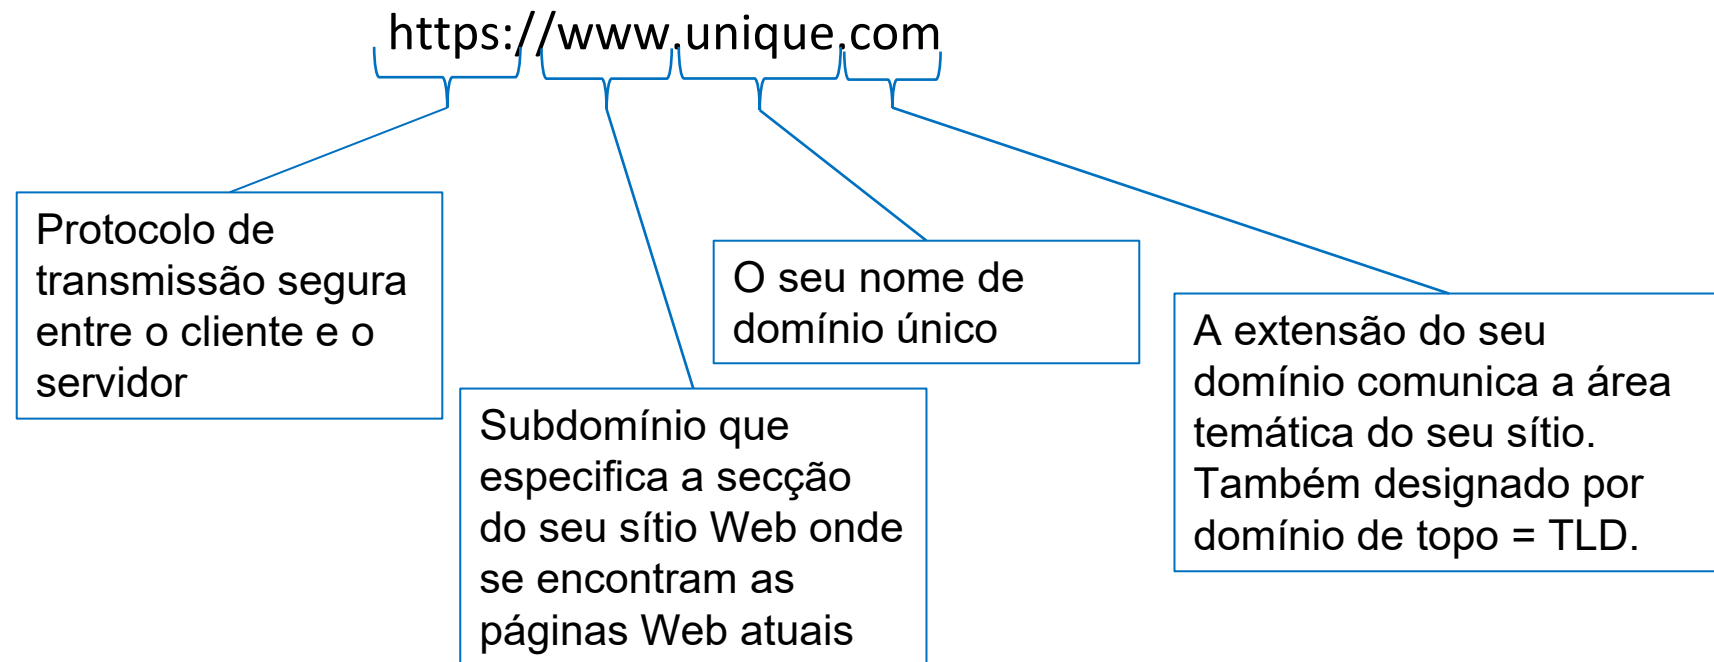 https://www.unique.com
Protocolo de
transmissão segura
entre o cliente e o
servidor
Subdomínio que
especifica a secção
do seu sítio Web onde
se encontram as
páginas Web atuais
O seu nome de
domínio único
A extensão do seu
domínio comunica a área
temática do seu sítio.
Também designado por
domínio de topo = TLD.